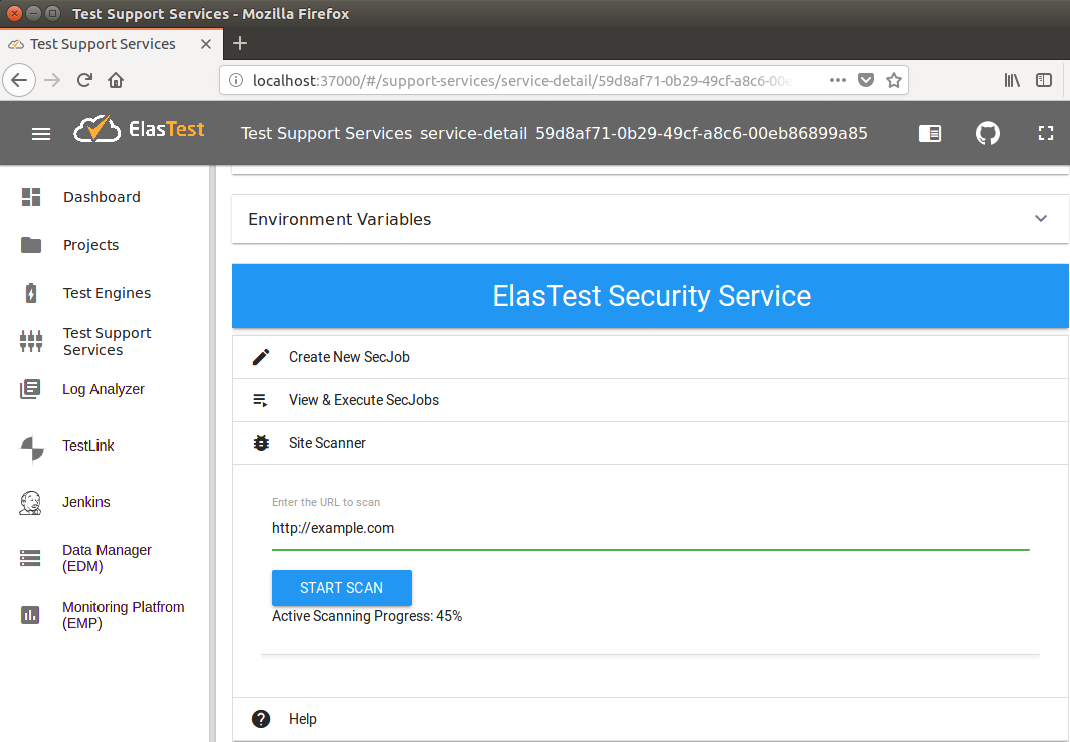 Test Support Services - Mozilla Firefox
Test Support Services
localhost:37000/#/support-services/service-detail/59d8af71-0b29-49cf-a8c6-00e
ElasTest
Test Support Services service-detail 59d8af71-0b29-49cf-a8c6-00eb86899a85
Dashboard
Projects
Test Engines
Test Support
Services
Log Analyzer
TestLink
Jenkins
Data Manager
(EDM)
Monitoring Platfrom
(EMP)
Environment Variables
ElasTest Security Service
Create New SecJob
View & Execute SecJobs
Site Scanner
Enter the URL to scan
http://example.com
START SCAN
Active Scanning Progress: 45%
Help